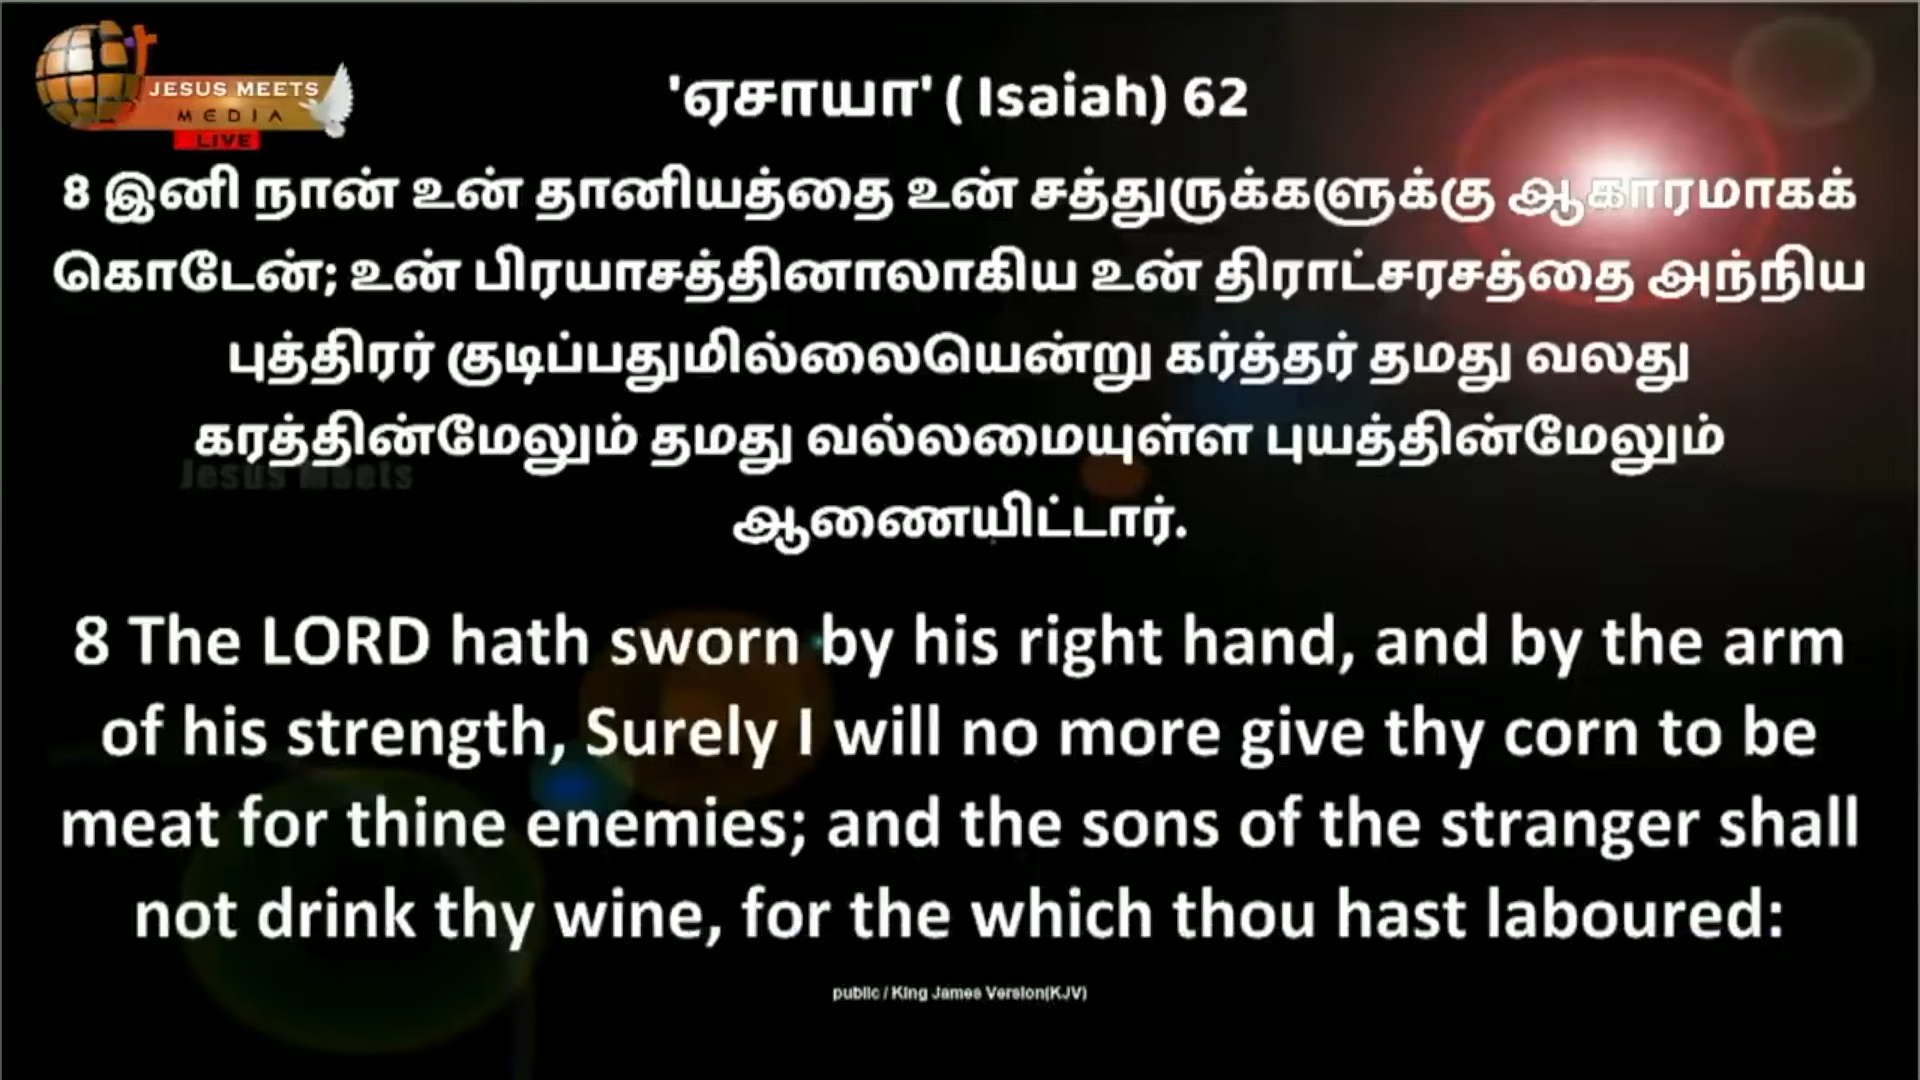 JESUS MEETS
MEDIA
LIVE
'ஏசாயா' ( Isaiah) 62
8 இனி நான் உன் தானியத்தை உன் சத்துருக்களுக்கு ஆகாரமாகக்
கொடேன்; உன் பிரயாசத்தினாலாகிய உன் திராட்சரசத்தை அந்நிய
புத்திரர் குடிப்பதுமில்லையென்று கர்த்தர் தமது வலது
கரத்தின்மேலும் தமது வல்லமையுள்ள புயத்தின்மேலும்
Jesus Meets
ஆணையிட்டார்.
8 The LORD hath sworn by his right hand, and by the arm
of his strength, Surely I will no more give thy corn to be
meat for thine enemies; and the sons of the stranger shall
not drink thy wine, for the which thou hast laboured:
public / King James Version(KJV)